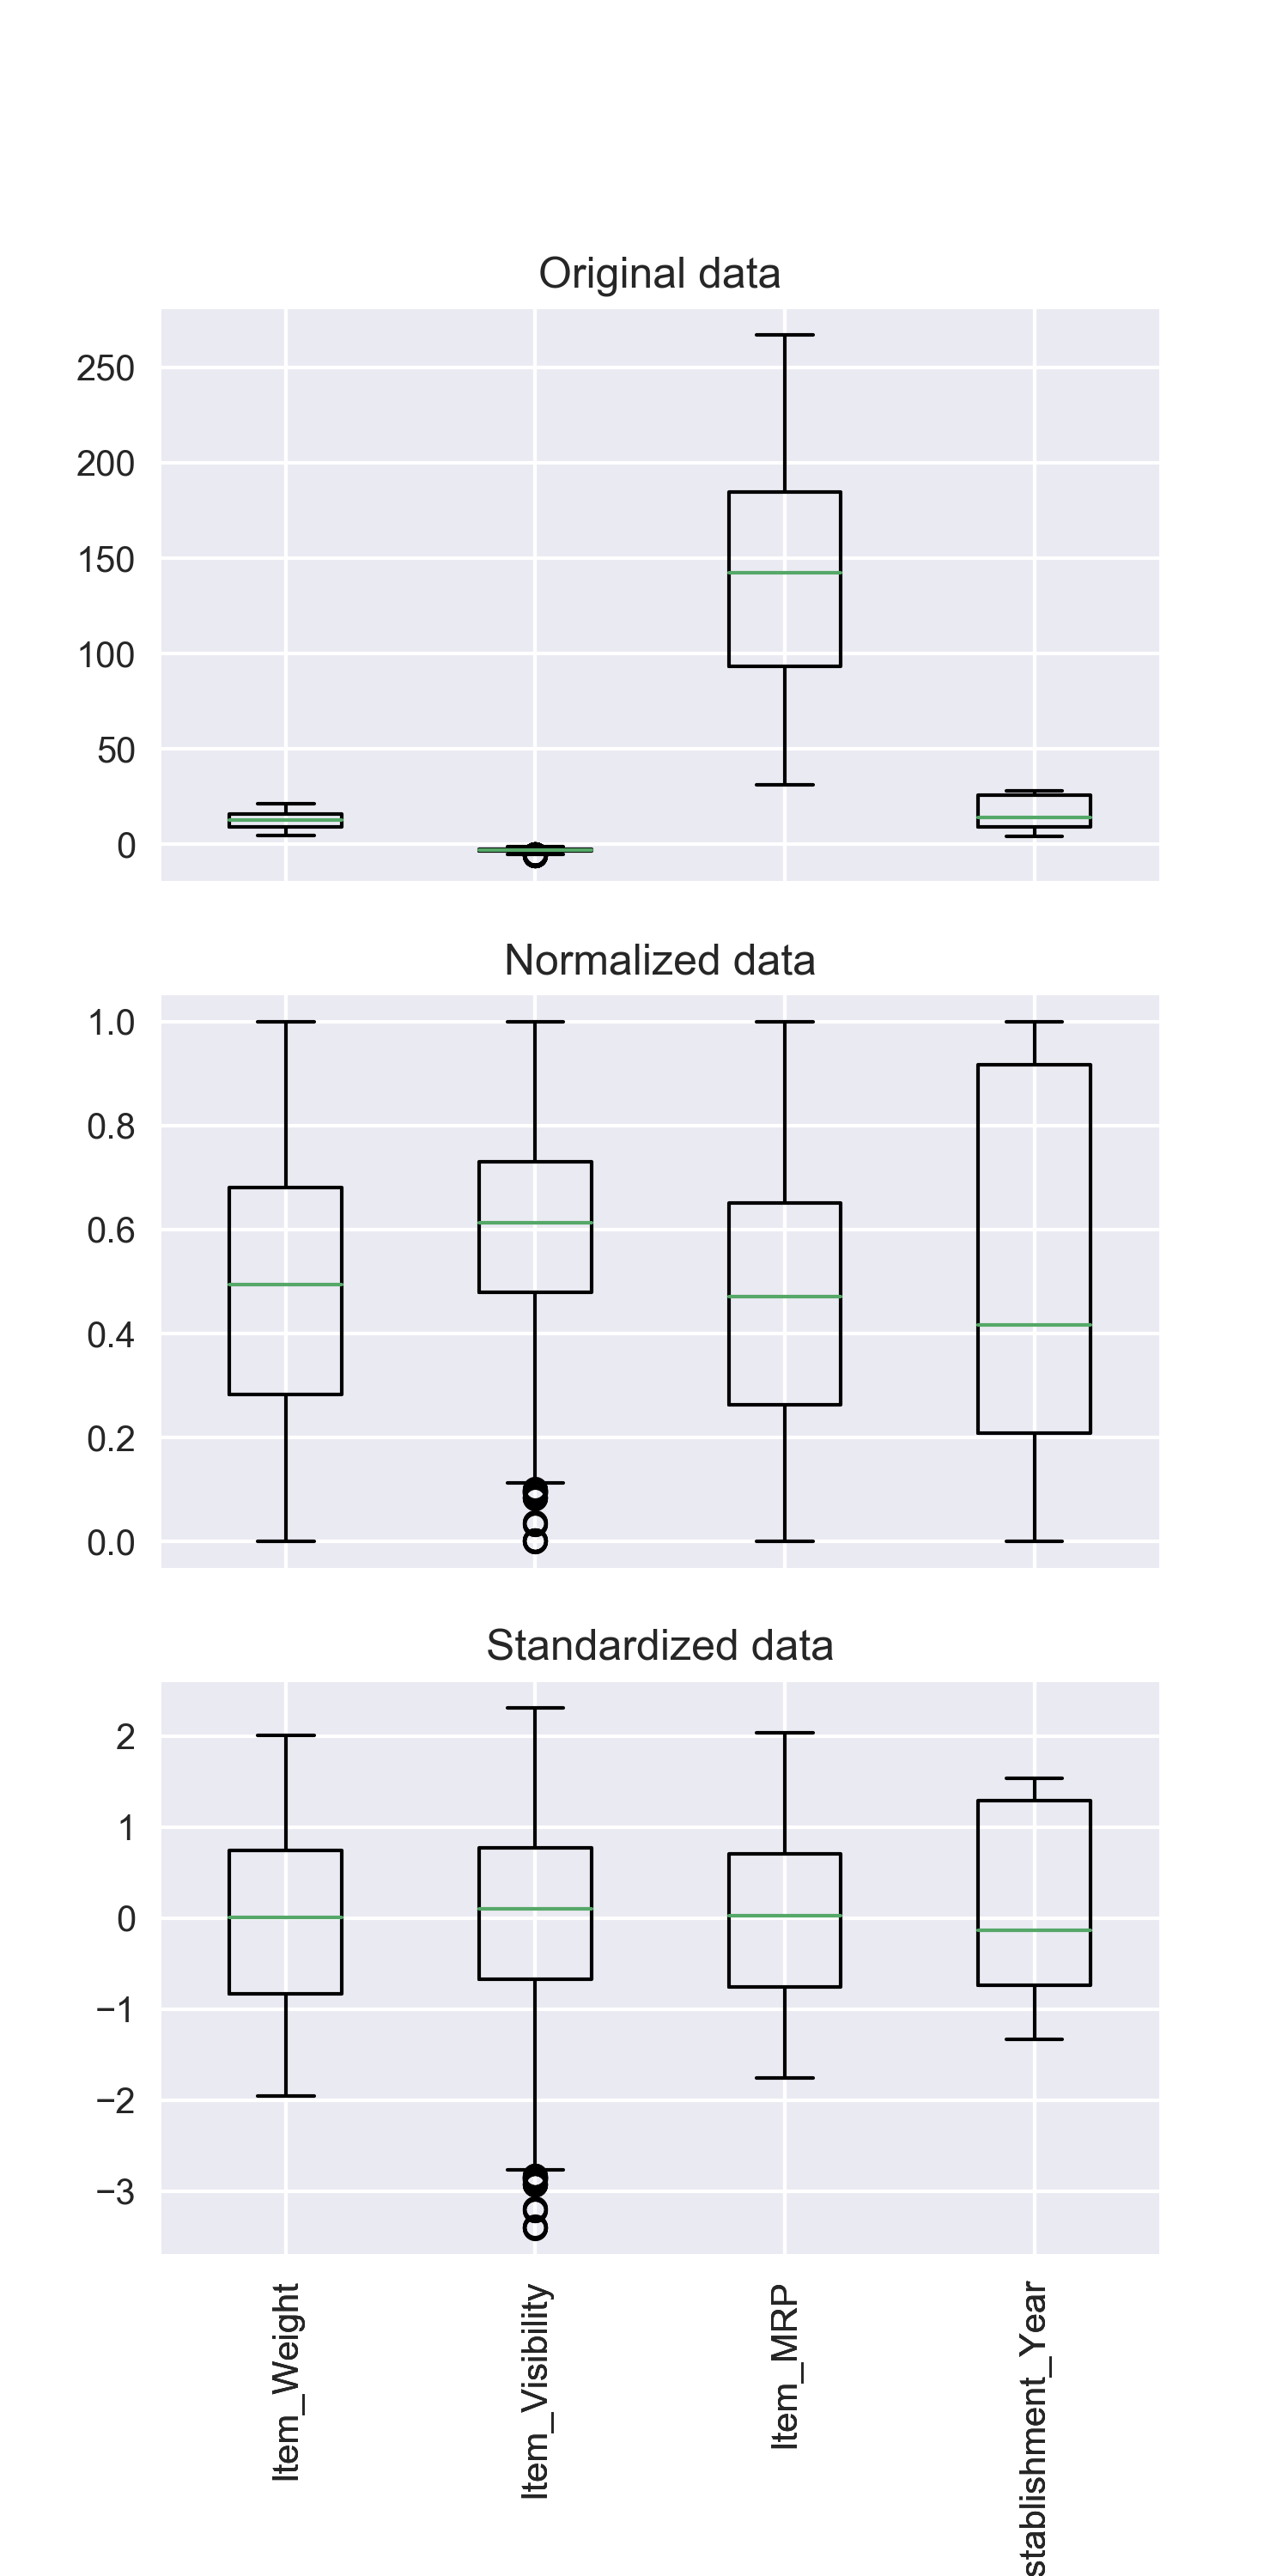 Original data
250
200
150
100
50
0
Normalized data
1.0
0.8
0.6
0.4
0.2
0.0
Standardized data
2
1
0
−1
−2
−3
Item_Weight
Item_Visibility
Item_MRP
stablishment_Year